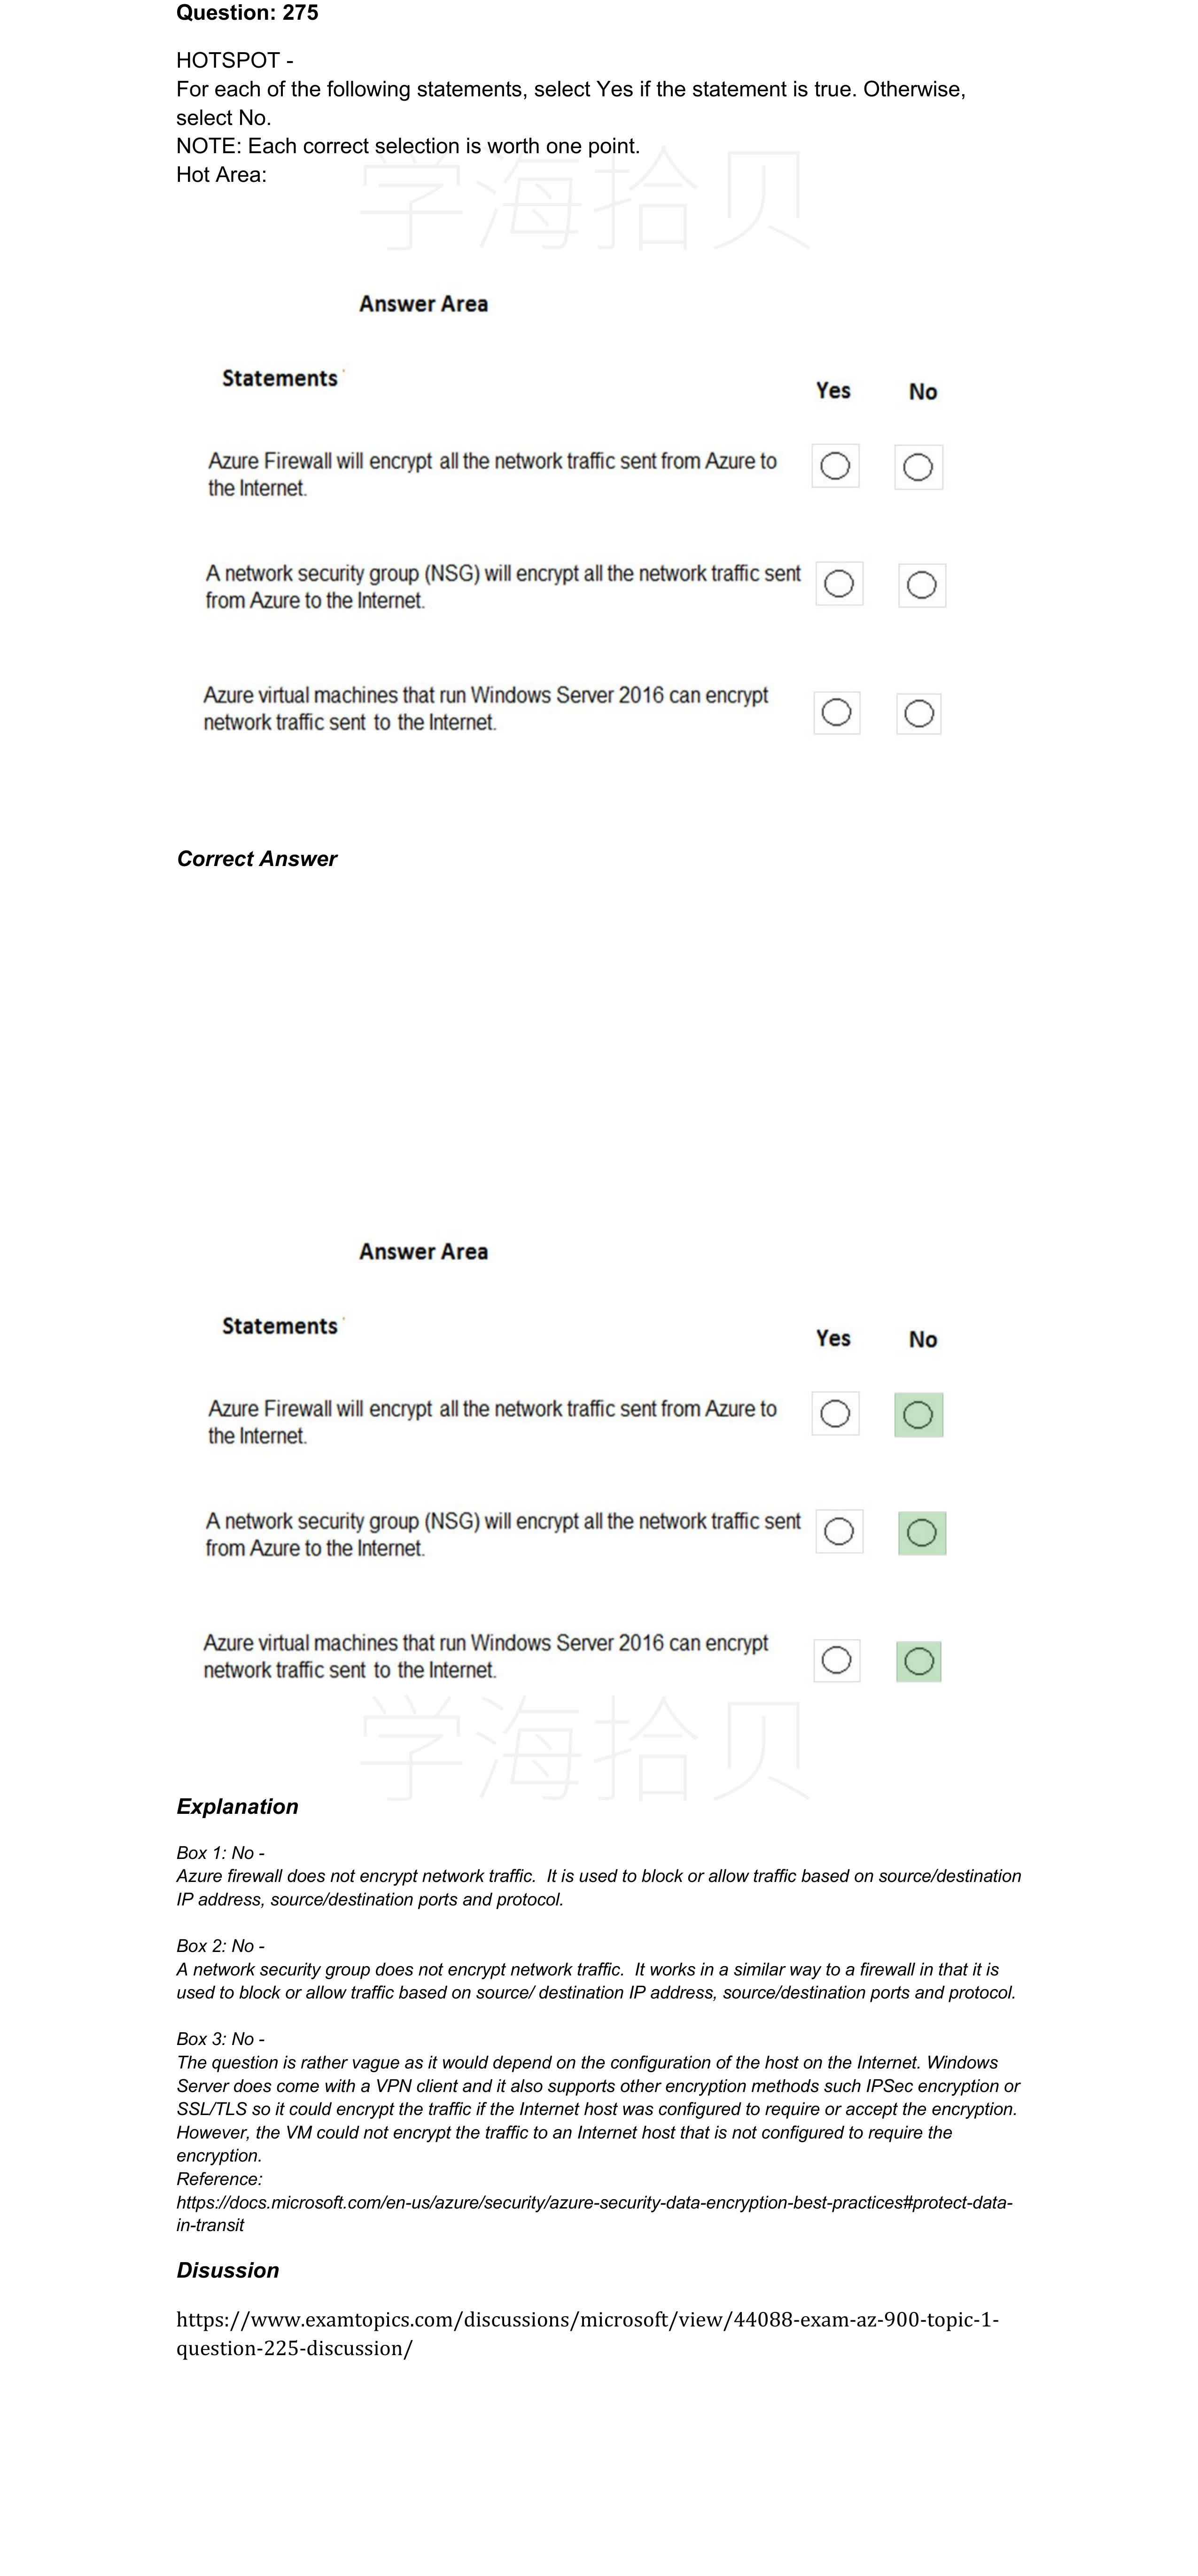 Question: 275
HOTSPOT -
For each of the following statements, select Yes if the statement is true. Otherwise,
select No.
NOTE: Each correct selection is worth one point.
Hot Area:
学海拾贝
Answer Area
Statements
Yes No
Azure Firewall will encrypt all the network traffic sent from Azure to
the Internet.
A network security group (NSG) will encrypt all the network traffic sent
from Azure to the Internet.
Azure virtual machines that run Windows Server 2016 can encrypt
network traffic sent to the Internet.
Correct Answer
Answer Area
Statements
Yes No
Azure Firewall will encrypt all the network traffic sent from Azure to
the Internet.
A network security group (NSG) will encrypt all the network traffic sent
from Azure to the Internet.
Azure virtual machines that run Windows Server 2016 can encrypt
network traffic sent to the Internet.
学海拾贝
Explanation
Box 1: No -
Azure firewall does not encrypt network traffic. It is used to block or allow traffic based on source/destination
IP address, source/destination ports and protocol.
Box 2: No -
A network security group does not encrypt network traffic. It works in a similar way to a firewall in that it is
used to block or allow traffic based on source/ destination IP address, source/destination ports and protocol.
Box 3: No -
The question is rather vague as it would depend on the configuration of the host on the Internet. Windows
Server does come with a VPN client and it also supports other encryption methods such IPSec encryption or
SSL/TLS so it could encrypt the traffic if the Internet host was configured to require or accept the encryption.
However, the VM could not encrypt the traffic to an Internet host that is not configured to require the
encryption.
Reference:
https://docs.microsoft.com/en-us/azure/security/azure-security-data-encryption-best-practices#protect-data-
in-transit
Disussion
https://www.examtopics.com/discussions/microsoft/view/44088-exam-az-900-topic-1-
question-225-discussion/